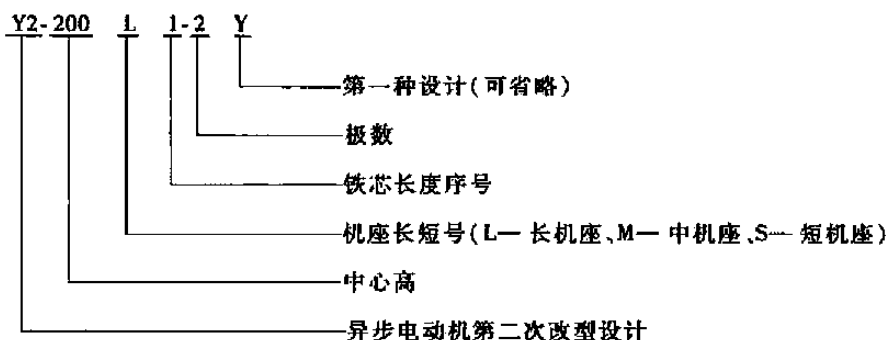 Y2-200 L 1-2 Y
第一种设计(可省略)
极数
铁芯长度序号
机座长短号(L—长机座、M—中机座、S—短机座)
中心高
异步电动机第二次改型设计